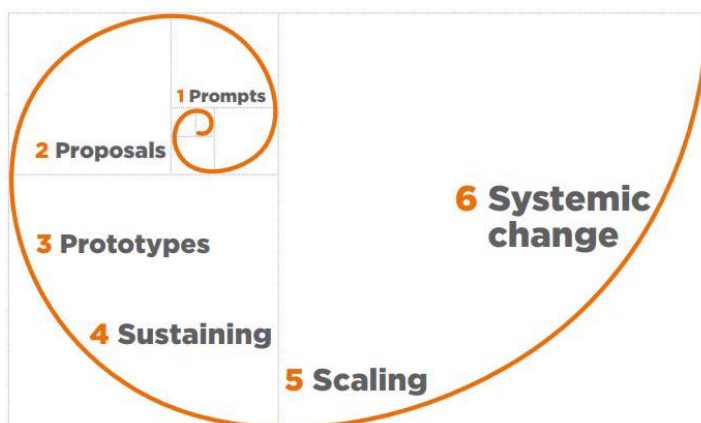 1 Prompts
2 Proposals
3 Prototypes
4 Sustaining
5 Scaling
6 Systemic
change